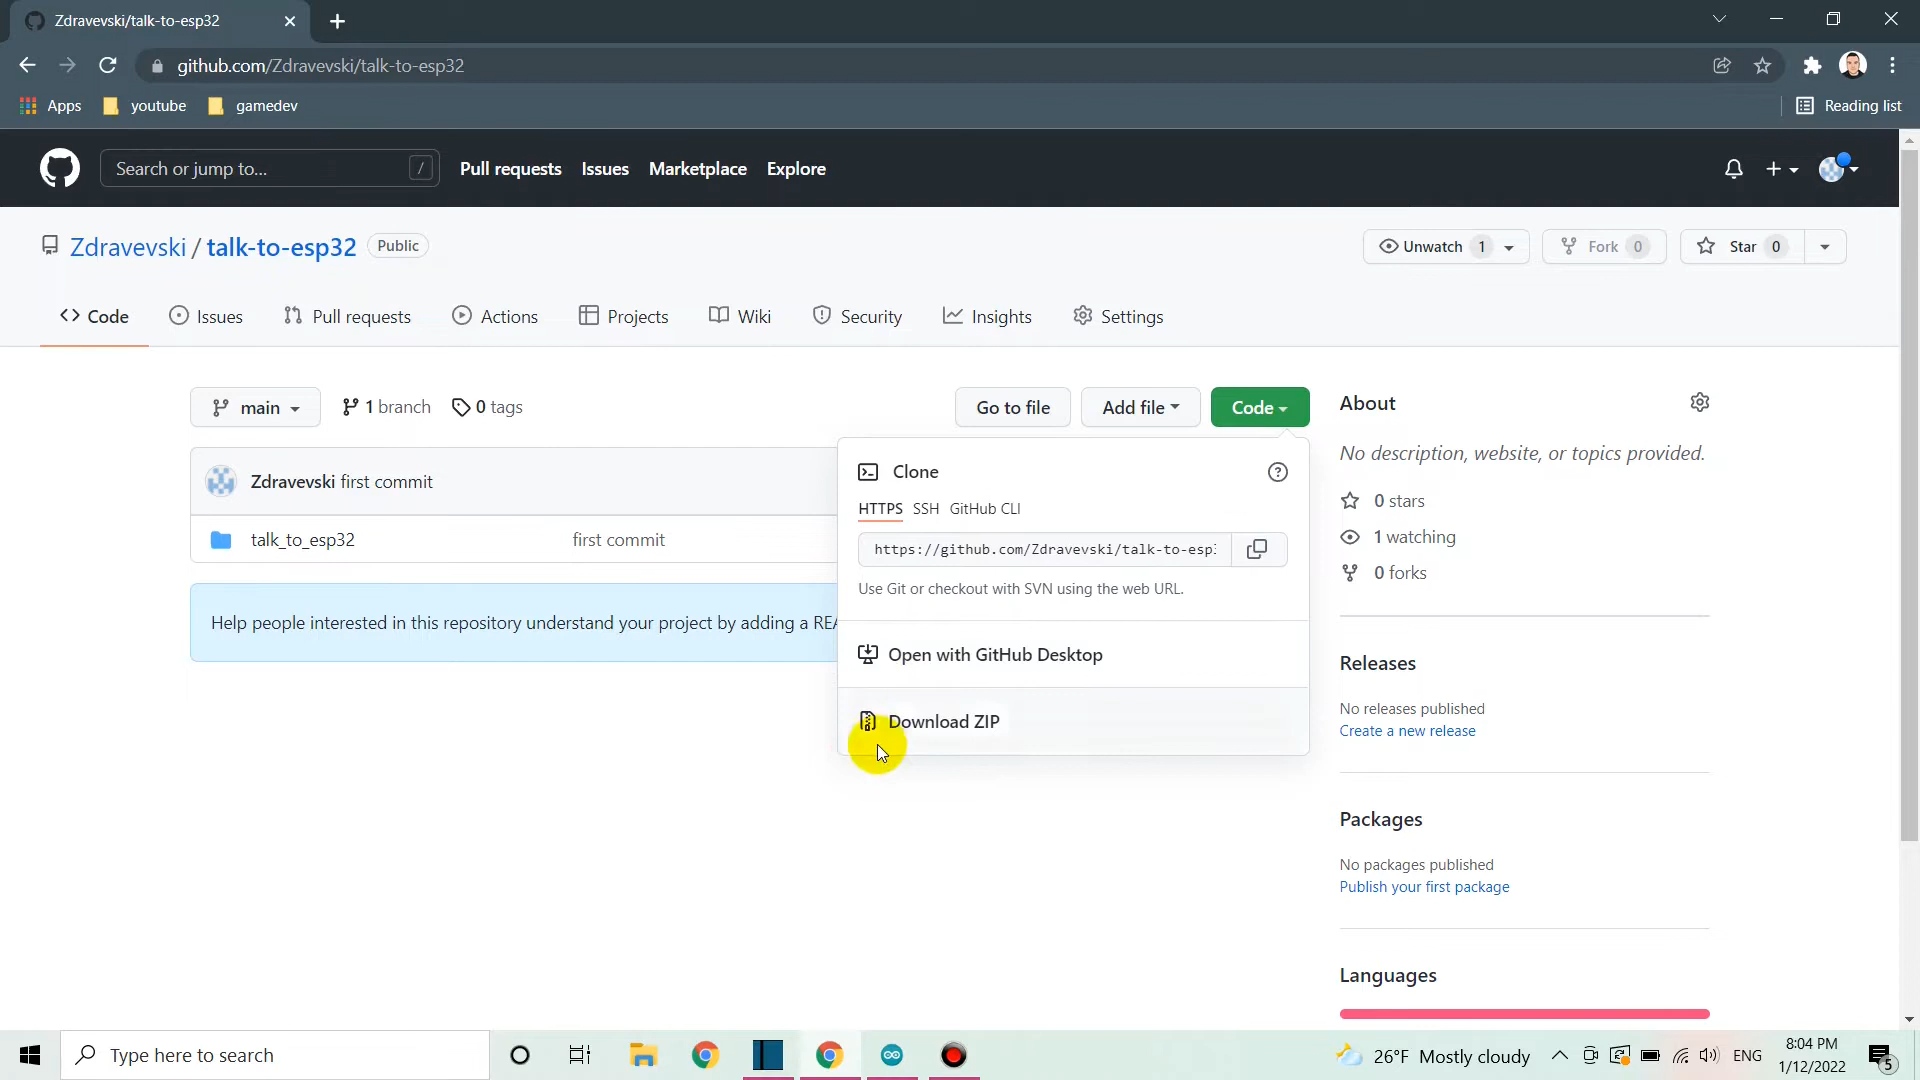 Zdravevski/talk-to-esp32
github.com/Zdravevski/talk-to-esp32
Apps youtube gamedev Reading list
Search or jump to... / Pull requests Issues Marketplace Explore
Zdravevski / talk-to-esp32 Public Unwatch 1 Fork 0 Star 0
Code Issues Pull requests Actions Projects Wiki Security Insights Settings
main 1 branch 0 tags Go to file Add file Code About
No description, website, or topics provided.
Clone
Zdravevski first commit
HTTPS SSH GitHub CLI
0 stars
talk_to_esp32 first commit
https://github.com/Zdravevski/talk-to-esp
1 watching
Use Git or checkout with SVN using the web URL.
0 forks
Help people interested in this repository understand your project by adding a REA
Open with GitHub Desktop
Releases
No releases published
Create a new release
Download ZIP
Packages
No packages published
Publish your first package
Languages
Type here to search
26°F Mostly cloudy ENG
8:04 PM
1/12/2022
5